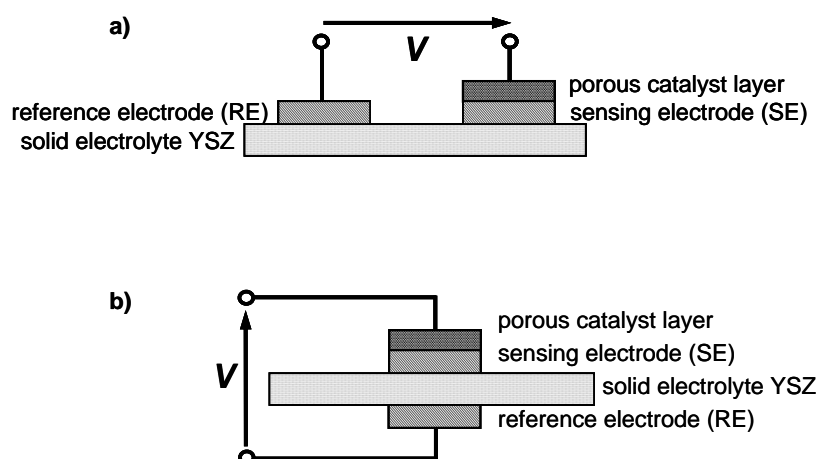 a)
V
porous catalyst layer
reference electrode (RE)
sensing electrode (SE)
solid electrolyte YSZ
b)
porous catalyst layer
sensing electrode (SE)
V
solid electrolyte YSZ
reference electrode (RE)